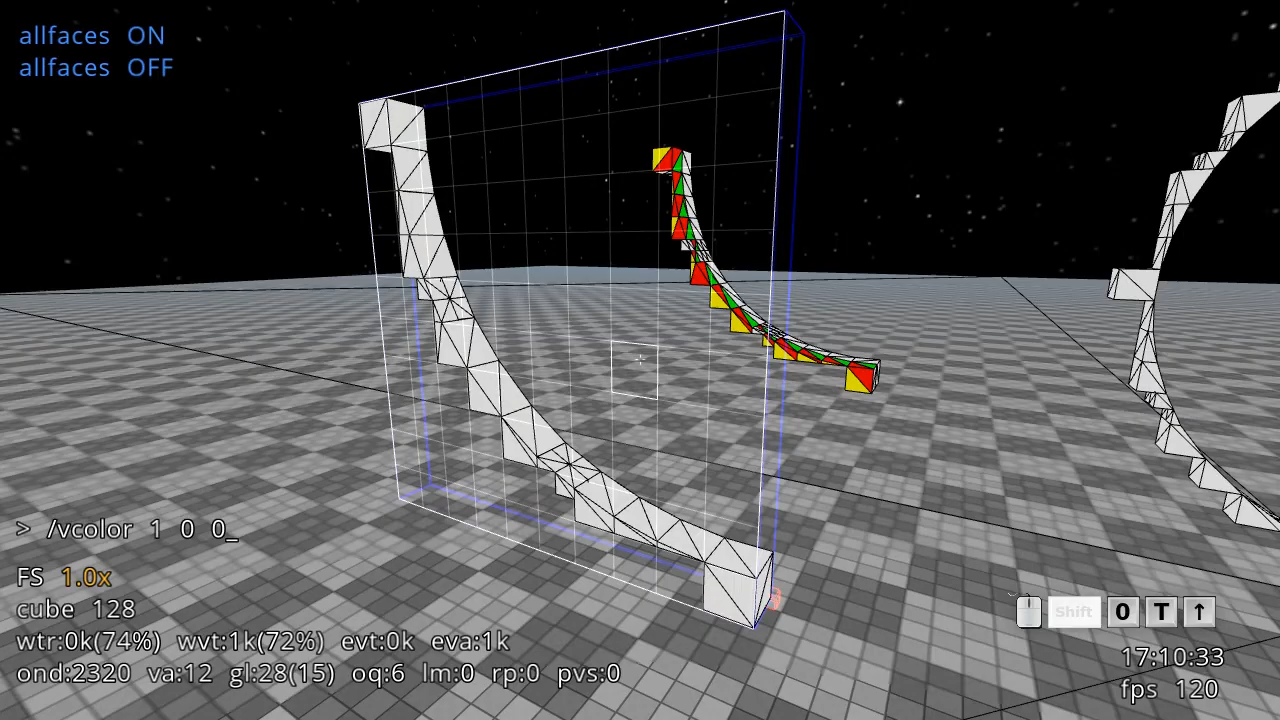 allfaces ON
allfaces OFF
> /vcolor 1 0 0_
FS 1.0x
cube 128
wtr:0k(74%) wvt:1k(72%) evt:0k eva:1k
ond:2320 va:12 gl:28(15) oq:6 lm:0 rp:0 pvs:0
Shift 0 T ↑
17:10:33
fps 120